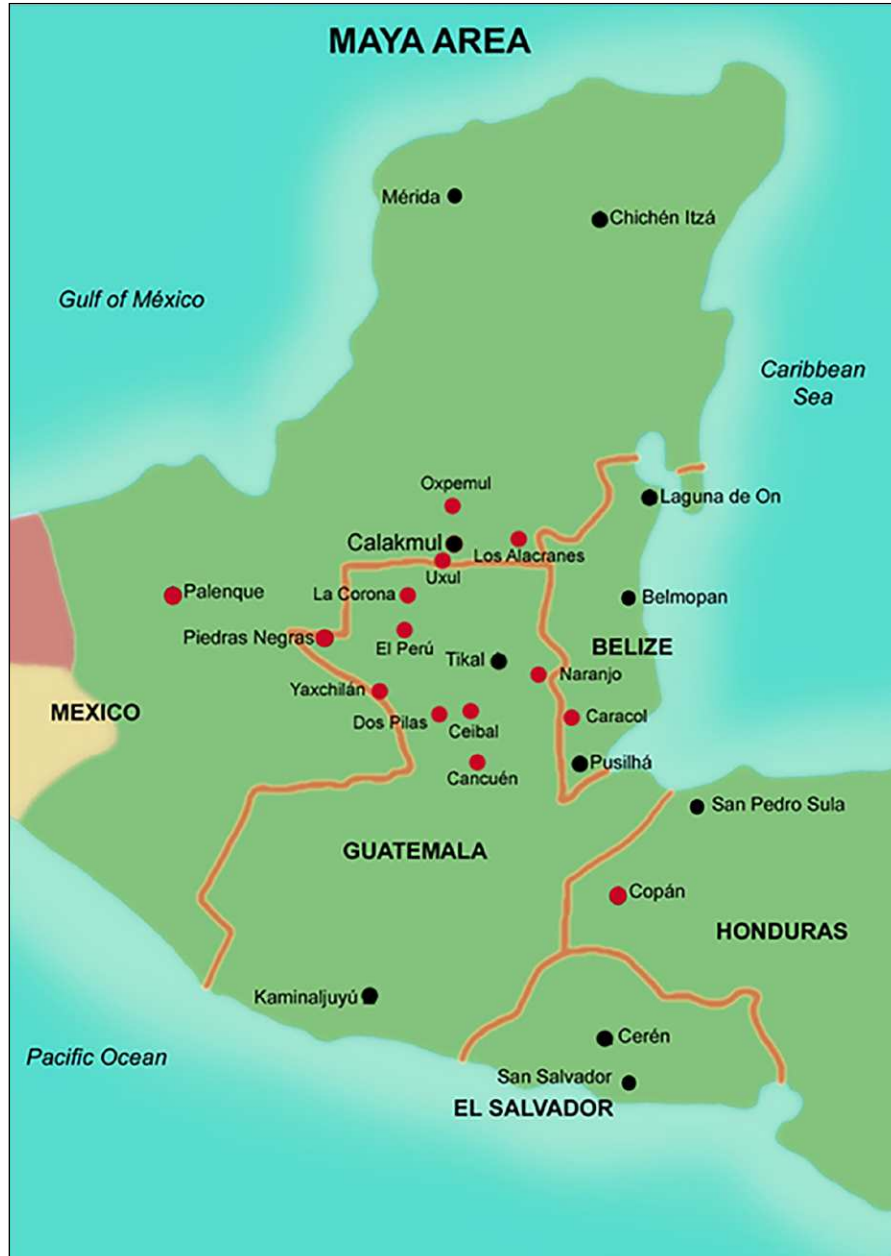 MAYA AREA
Mérida
Chichén Itzá
Gulf of México
Caribbean
Sea
Oxpemul
Laguna de On
Calakmul
Los Alacranes
Uxul
Palenque
La Corona
Belmopan
Piedras Negras
El Perú
BELIZE
Tikal
Naranjo
Yaxchilán
MEXICO
Dos Pilas
Ceibal
Caracol
Cancuén
Pusilhá
San Pedro Sula
GUATEMALA
Copán
HONDURAS
Kaminaljuyú
Cerén
Pacific Ocean
San Salvador
EL SALVADOR